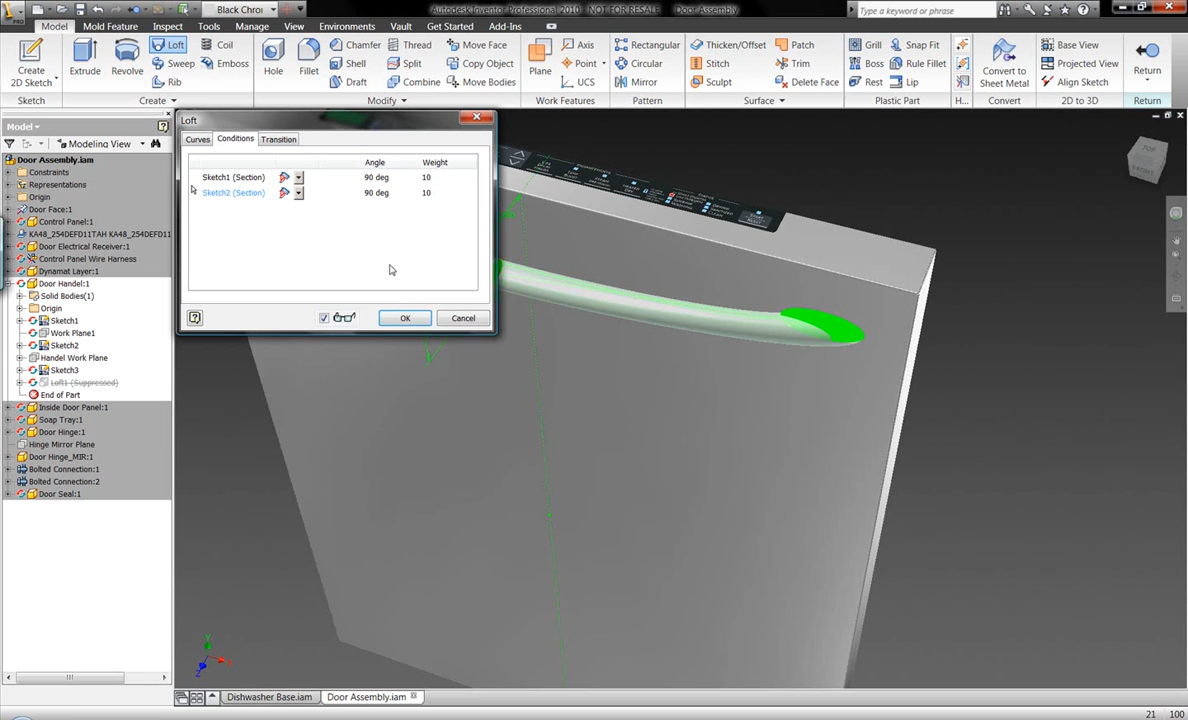 PRO
Black Chro
Autodesk Inventor Professional 2010 - NOT FOR RESALE - Door Assembly
Type a keyword or phrase
Model Mold Feature Inspect Tools Manage View Environments Vault Get Started Add-Ins
Create
2D Sketch
Extrude
Revolve
Loft
Sweep
Rib
Coil
Emboss
Hole
Fillet
Chamfer
Shell
Draft
Thread
Split
Combine
Move Face
Copy Object
Move Bodies
Plane
Axis
Point
UCS
Rectangular
Circular
Mirror
Thicken/Offset
Stitch
Sculpt
Patch
Trim
Delete Face
Grill
Boss
Rest
Snap Fit
Rule Fillet
Lip
Convert to
Sheet Metal
Base View
Projected View
Align Sketch
Return
Sketch Create Modify Work Features Pattern Surface Plastic Part H... Convert 2D to 3D Return
Model
Modeling View
Door Assembly.iam
Constraints
Representations
Origin
Door Face:1
Control Panel:1
KA48_254DEFD11TAH KA48_254DEFD11
Door Electrical Receiver:1
Control Panel Wire Harness
Dynamat Layer:1
Door Handel:1
Solid Bodies(1)
Origin
Sketch1
Work Plane1
Sketch2
Handel Work Plane
Sketch3
Loft1 (Suppressed)
End of Part
Inside Door Panel:1
Soap Tray:1
Door Hinge:1
Hinge Mirror Plane
Door Hinge_MIR:1
Bolted Connection:1
Bolted Connection:2
Door Seal:1
Loft
Curves Conditions Transition
Angle Weight
Sketch1 (Section) 90 deg 10
Sketch2 (Section) 90 deg 10
OK Cancel
TOP
Y
X
Z
Dishwasher Base.iam Door Assembly.iam
21 100